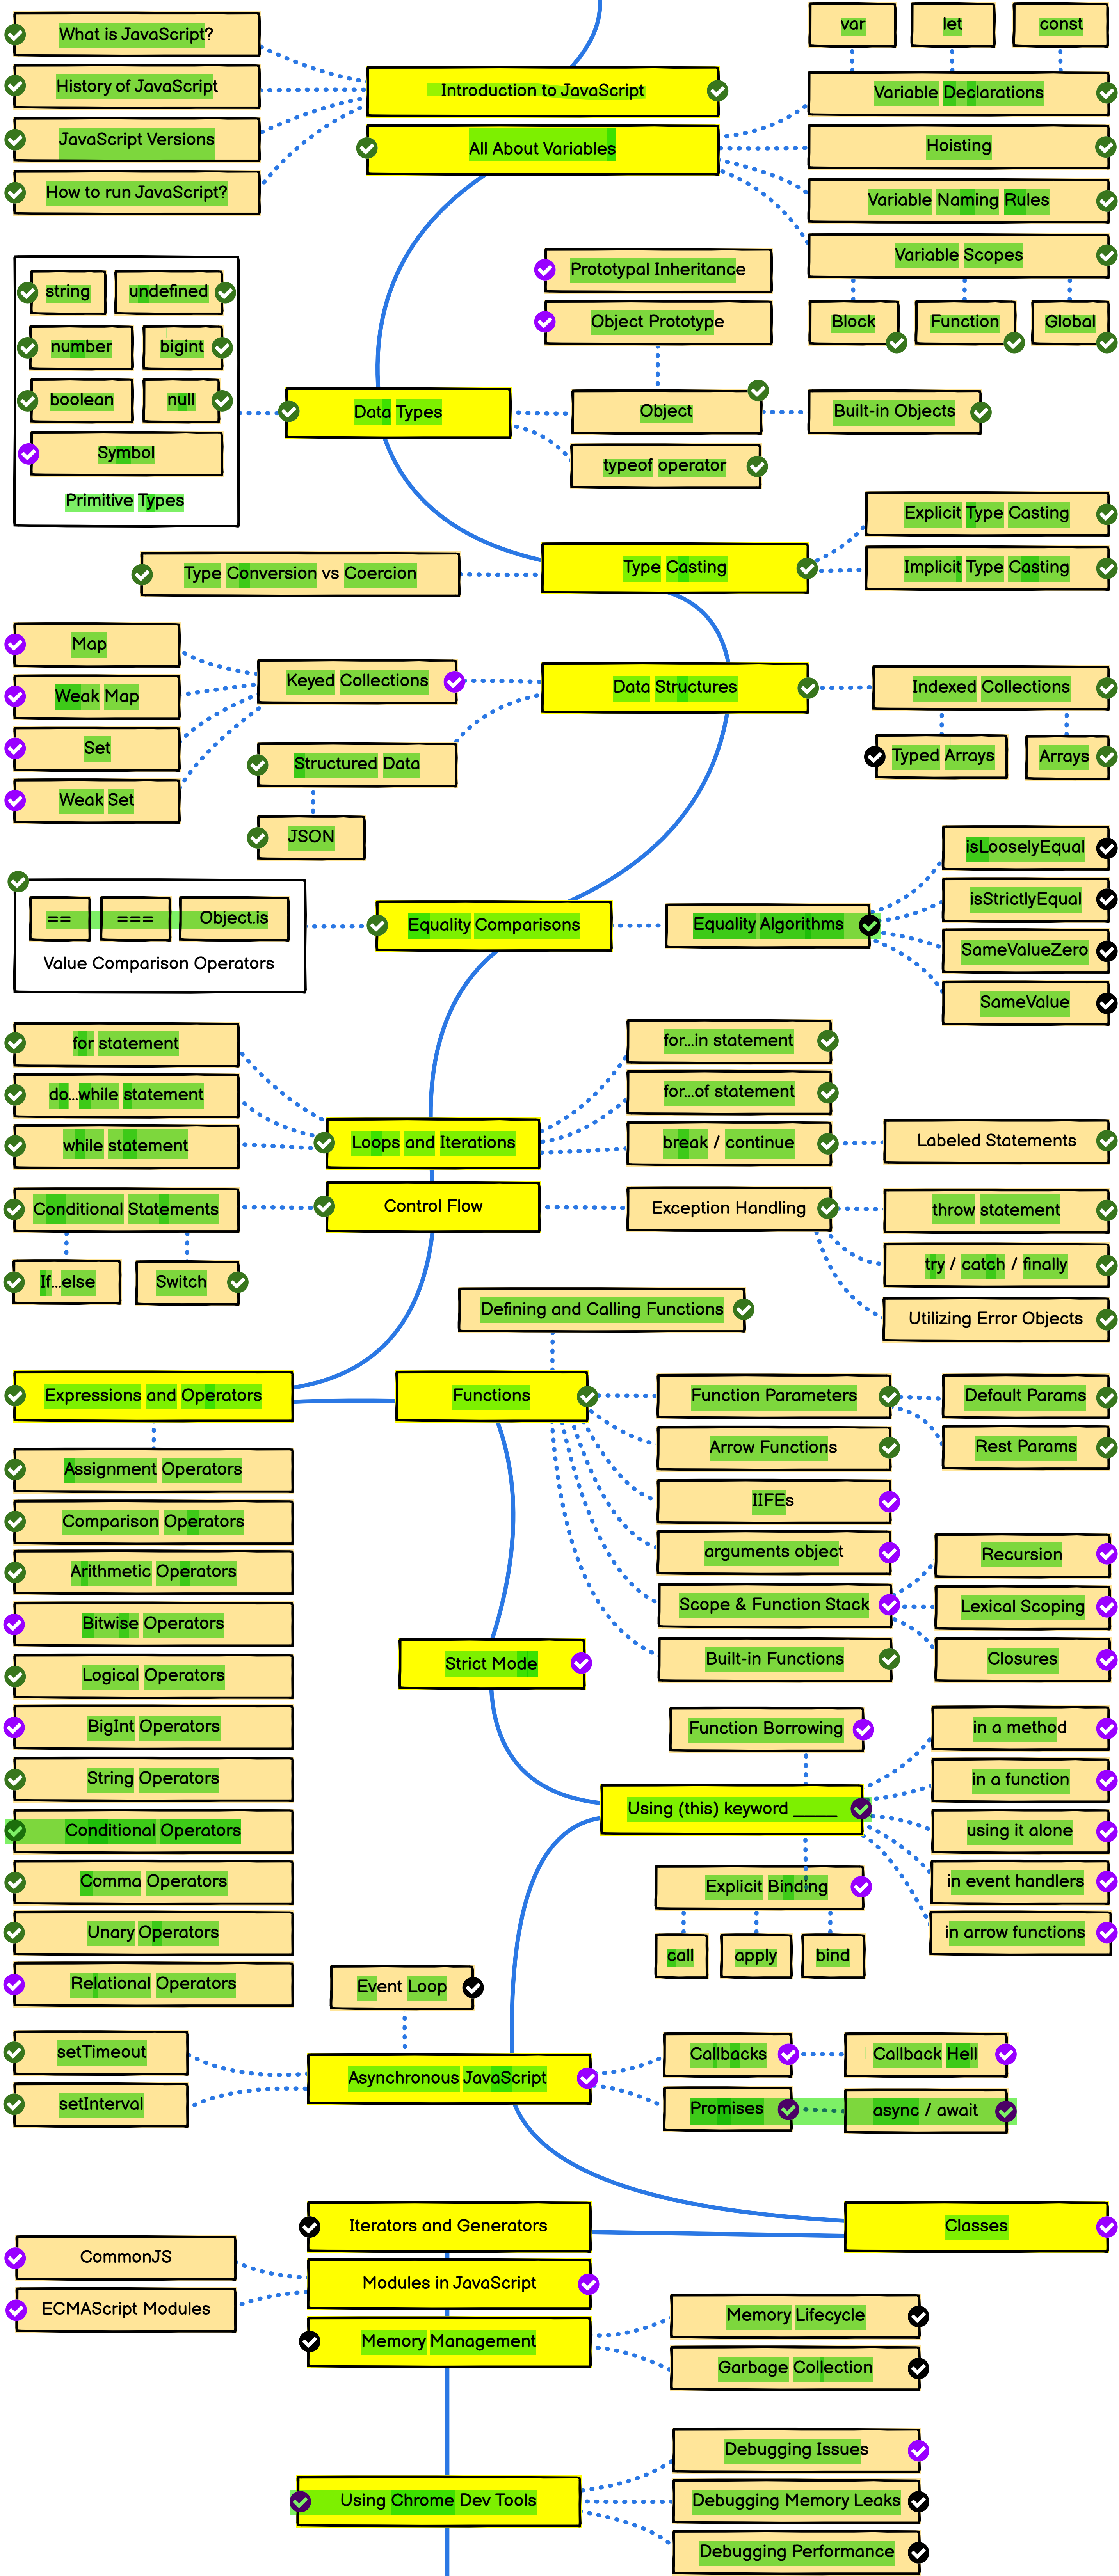 What is JavaScript?
History of JavaScript
JavaScript Versions
How to run JavaScript?
Introduction to JavaScript
All About Variables
var
let
const
Variable Declarations
Hoisting
Variable Naming Rules
Variable Scopes
Block
Function
Global
string
undefined
number
bigint
boolean
null
Symbol
Primitive Types
Prototypal Inheritance
Object Prototype
Data Types
Object
Built-in Objects
typeof operator
Type Conversion vs Coercion
Type Casting
Explicit Type Casting
Implicit Type Casting
Map
Weak Map
Set
Weak Set
Keyed Collections
Structured Data
JSON
Data Structures
Indexed Collections
Typed Arrays
Arrays
==
===
Object.is
Value Comparison Operators
Equality Comparisons
Equality Algorithms
isLooselyEqual
isStrictlyEqual
SameValueZero
SameValue
for statement
do...while statement
while statement
Loops and Iterations
for...in statement
for...of statement
break / continue
Labeled Statements
Conditional Statements
If...else
Switch
Control Flow
Exception Handling
throw statement
try / catch / finally
Utilizing Error Objects
Defining and Calling Functions
Expressions and Operators
Functions
Function Parameters
Default Params
Rest Params
Arrow Functions
IIFEs
arguments object
Scope & Function Stack
Recursion
Lexical Scoping
Closures
Built-in Functions
Assignment Operators
Comparison Operators
Arithmetic Operators
Bitwise Operators
Logical Operators
BigInt Operators
String Operators
Conditional Operators
Comma Operators
Unary Operators
Relational Operators
Strict Mode
Function Borrowing
Using (this) keyword _____
in a method
in a function
using it alone
in event handlers
in arrow functions
Explicit Binding
call
apply
bind
Event Loop
setTimeout
setInterval
Asynchronous JavaScript
Callbacks
Callback Hell
Promises
async / await
Iterators and Generators
Classes
CommonJS
ECMAScript Modules
Modules in JavaScript
Memory Management
Memory Lifecycle
Garbage Collection
Using Chrome Dev Tools
Debugging Issues
Debugging Memory Leaks
Debugging Performance